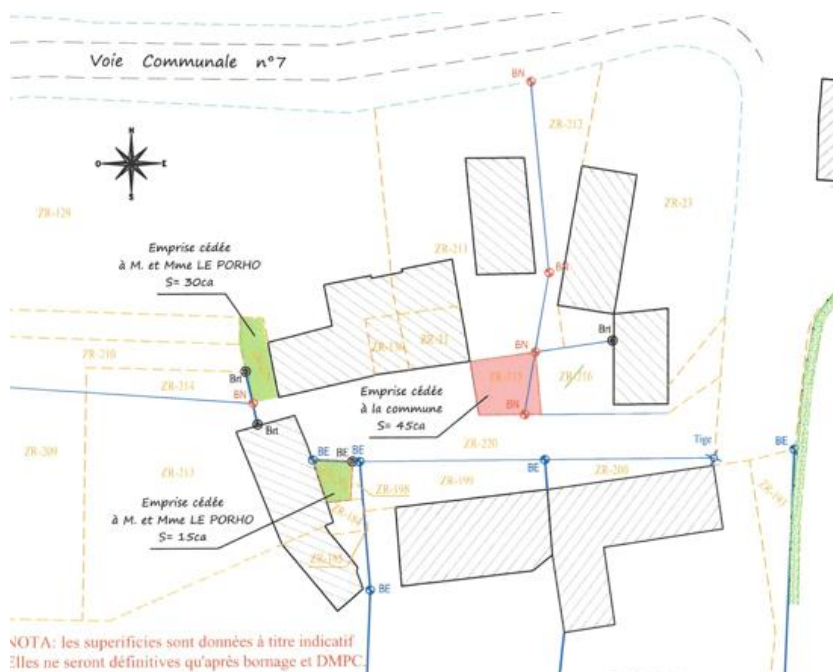 Voie Communale n°7
BN
ZR-212
N
O
E
S
ZR-129
ZR-23
Emprise cédée
à M. et Mme LE PORHO
S= 30ca
ZR-211
BN
ZR-210
Brt
BN
Brt
ZR-214
BN
Emprise cédée
à la commune
S= 45ca
ZR-216
BN
Brt
ZR-209
ZR-213
ZR-220
Tige
BE
BE
BE
BE
BE
ZR-198
ZR-199
ZR-200
Emprise cédée
à M. et Mme LE PORHO
S= 15ca
ZR-184
ZR-185
BE
NOTA: les superficies sont données à titre indicatif
Elles ne seront définitives qu'après bornage et DMPC.